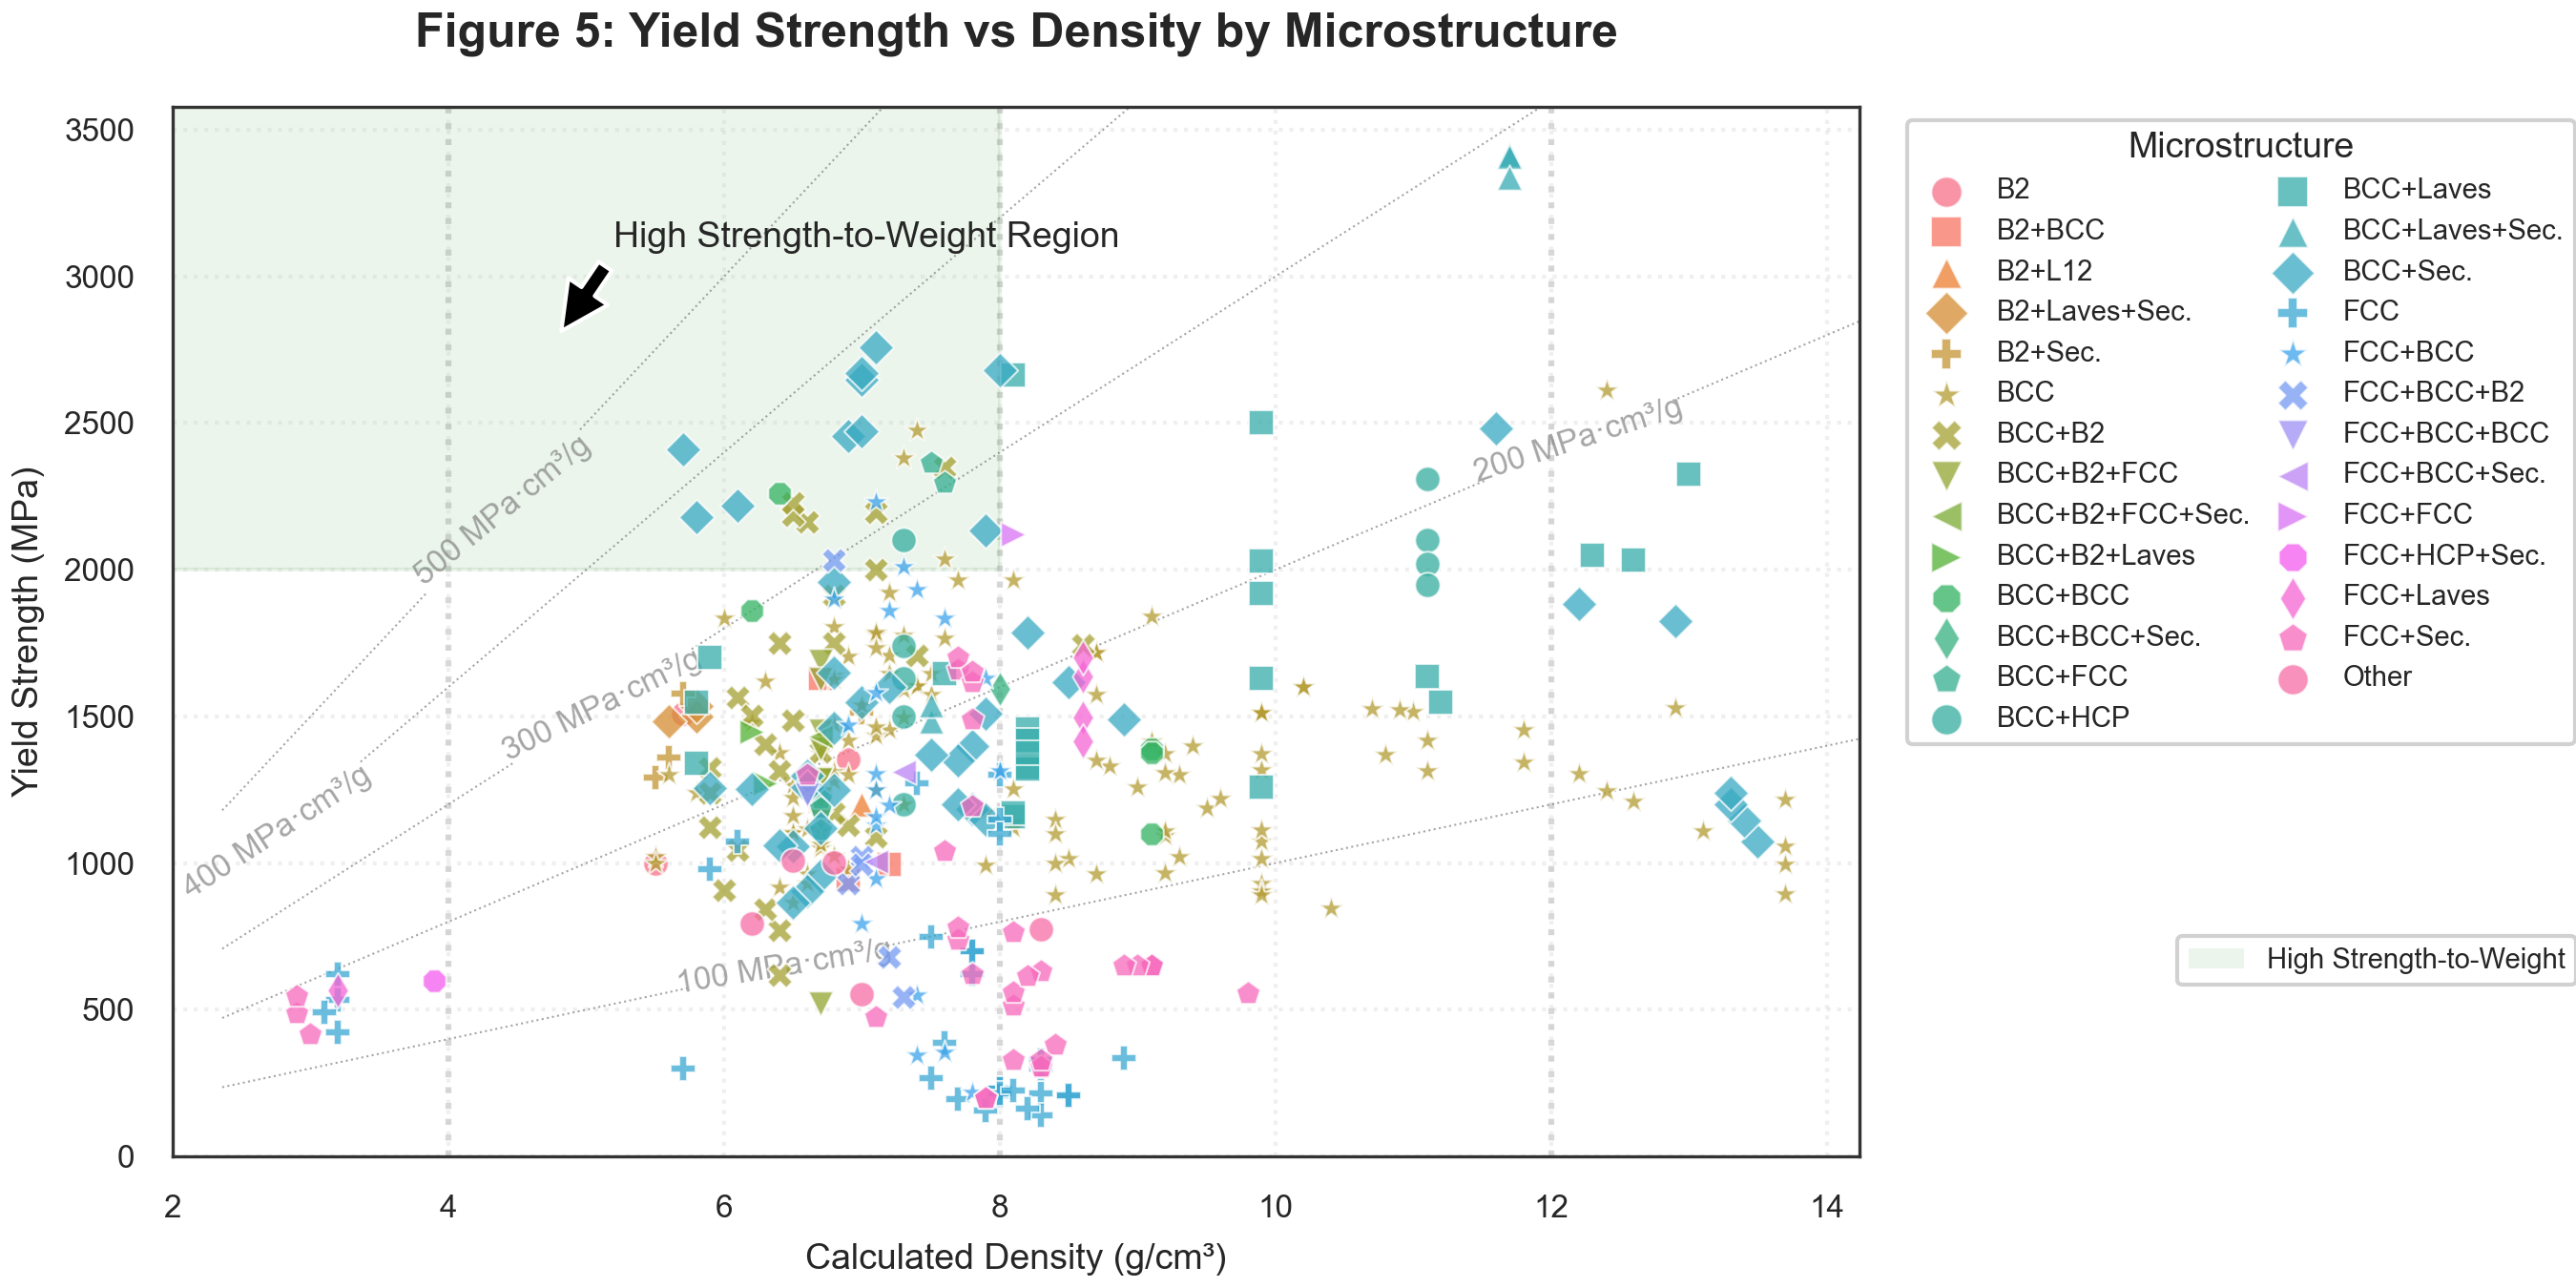 Figure 5: Yield Strength vs Density by Microstructure
Yield Strength (MPa)
3500
3000
2500
2000
1500
1000
500
0
High Strength-to-Weight Region
500 MPa·cm³/g
400 MPa·cm³/g
300 MPa·cm³/g
200 MPa·cm³/g
100 MPa·cm³/g
2
4
6
8
10
12
14
Calculated Density (g/cm³)
Microstructure
B2
B2+BCC
B2+L12
B2+Laves+Sec.
B2+Sec.
BCC
BCC+B2
BCC+B2+FCC
BCC+B2+FCC+Sec.
BCC+B2+Laves
BCC+BCC
BCC+BCC+Sec.
BCC+FCC
BCC+HCP
BCC+Laves
BCC+Laves+Sec.
BCC+Sec.
FCC
FCC+BCC
FCC+BCC+B2
FCC+BCC+BCC
FCC+BCC+Sec.
FCC+FCC
FCC+HCP+Sec.
FCC+Laves
FCC+Sec.
Other
High Strength-to-Weight